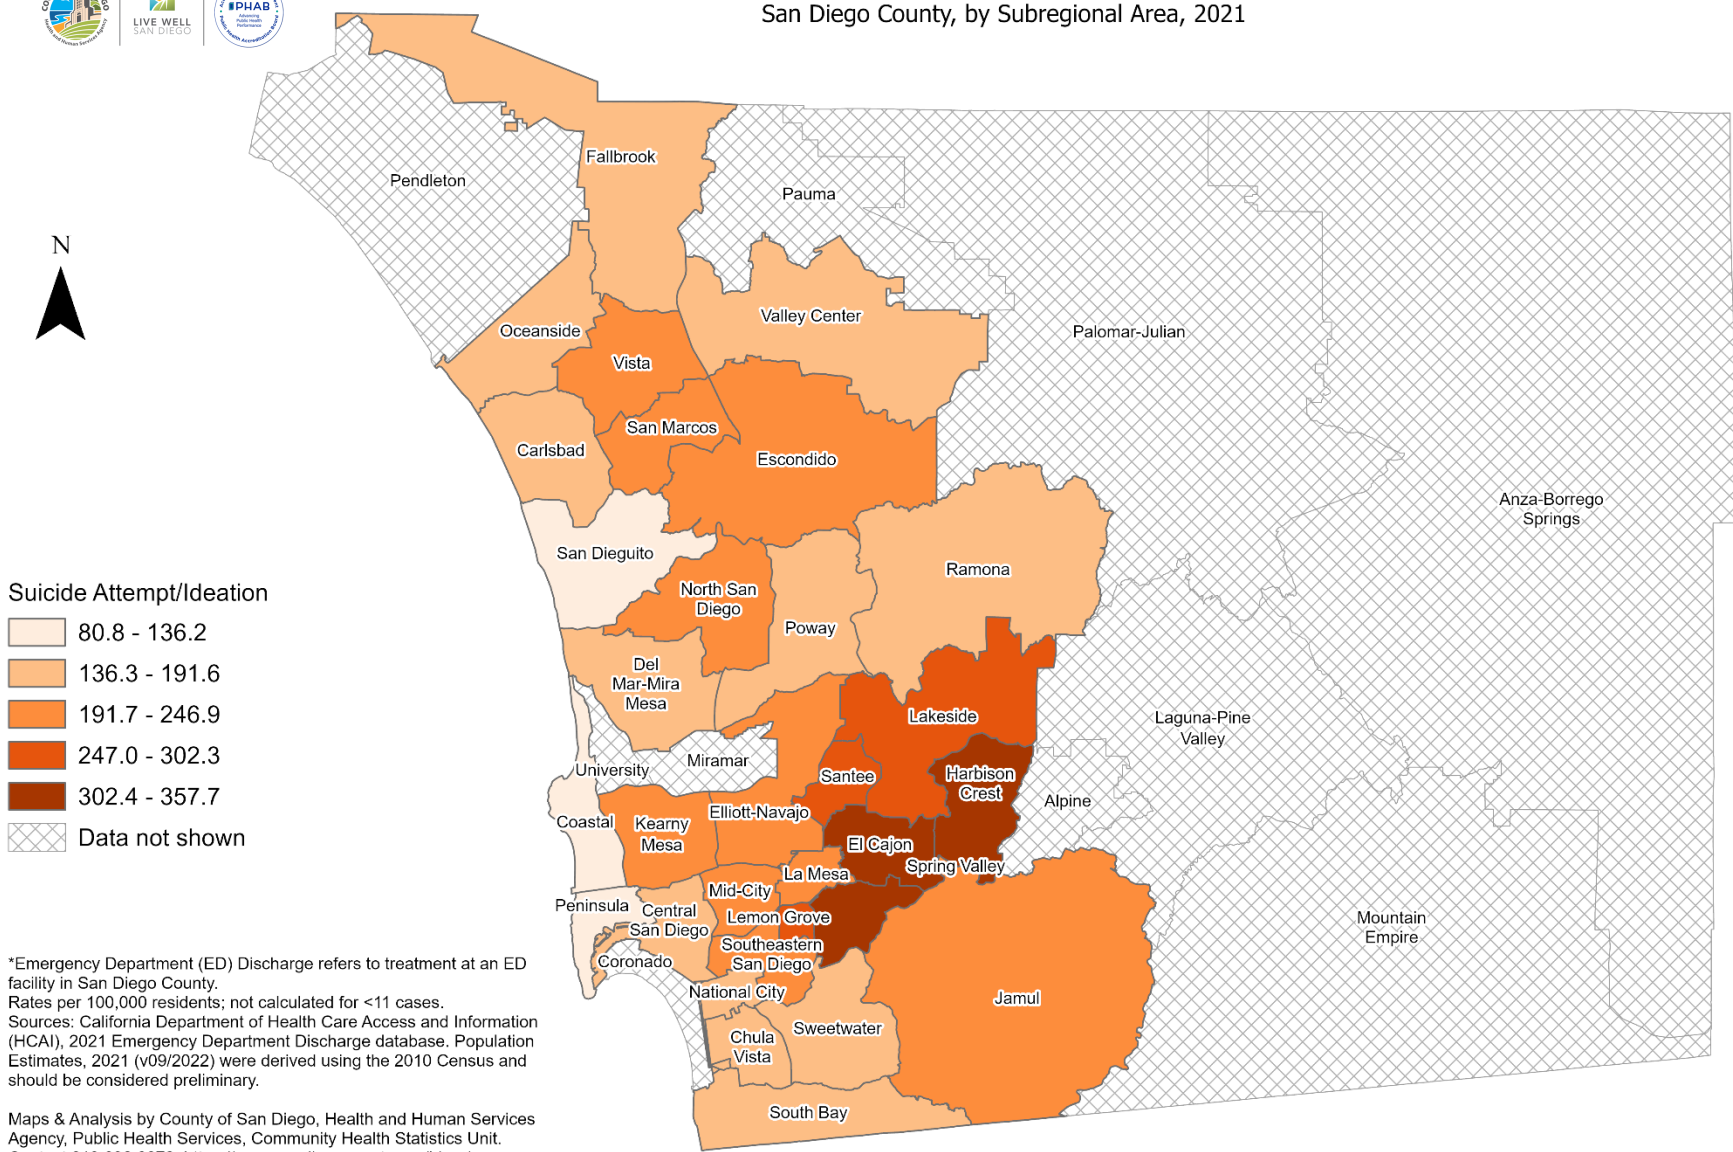 PHAB
Advancing
Public Health
Performance
LIVE WELL
SAN DIEGO
San Diego County, by Subregional Area, 2021
Fallbrook
Pendleton
Pauma
N
Valley Center
Oceanside
Palomar-Julian
Vista
San Marcos
Carlsbad
Escondido
Anza-Borrego
Springs
San Dieguito
Ramona
North San
Diego
Poway
Del
Mar-Mira
Mesa
Lakeside
Laguna-Pine
Valley
Miramar
University
Santee
Harbison
Crest
Alpine
Elliott-Navajo
Coastal
Kearny
Mesa
El Cajon
Spring Valley
La Mesa
Mid-City
Peninsula
Central
San Diego
Lemon Grove
Mountain
Empire
Southeastern
San Diego
Coronado
National City
Jamul
Sweetwater
Chula
Vista
South Bay
Suicide Attempt/Ideation
80.8 - 136.2
136.3 - 191.6
191.7 - 246.9
247.0 - 302.3
302.4 - 357.7
Data not shown
*Emergency Department (ED) Discharge refers to treatment at an ED
facility in San Diego County.
Rates per 100,000 residents; not calculated for <11 cases.
Sources: California Department of Health Care Access and Information
(HCAI), 2021 Emergency Department Discharge database. Population
Estimates, 2021 (v09/2022) were derived using the 2010 Census and
should be considered preliminary.
Maps & Analysis by County of San Diego, Health and Human Services
Agency, Public Health Services, Community Health Statistics Unit.